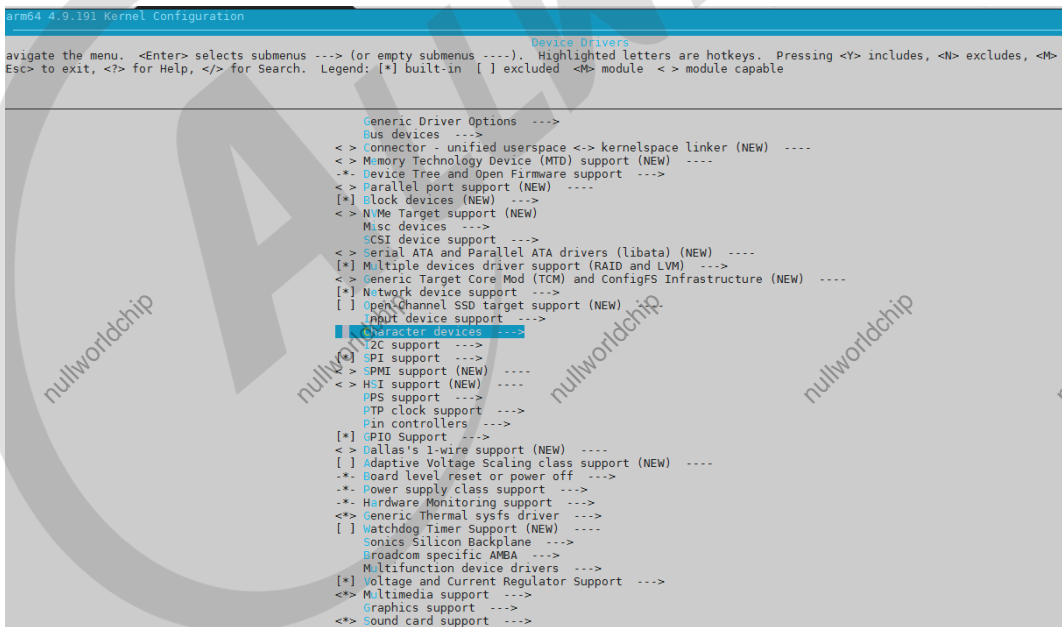 arm64 4.9.191 Kernel Configuration
Device Drivers
avigate the menu.  <Enter> selects submenus ---> (or empty submenus ----).  Highlighted letters are hotkeys.  Pressing <Y> includes, <N> excludes, <M>
Esc> to exit, <?> for Help, </> for Search.  Legend: [*] built-in  [ ] excluded  <M> module  < > module capable
Generic Driver Options  --->
Bus devices  --->
< > Connector - unified userspace <-> kernelspace linker (NEW)  ----
< > Memory Technology Device (MTD) support (NEW)  ----
-*- Device Tree and Open Firmware support  --->
< > Parallel port support (NEW)  ----
[*] Block devices (NEW)  --->
< > NVMe Target support (NEW)
Misc devices  --->
SCSI device support  --->
< > Serial ATA and Parallel ATA drivers (libata) (NEW)  ----
[*] Multiple devices driver support (RAID and LVM)  --->
< > Generic Target Core Mod (TCM) and ConfigFS Infrastructure (NEW)  ----
[*] Network device support  --->
[ ] Open-Channel SSD target support (NEW)  ----
Input device support  --->
Character devices  --->
I2C support  --->
[*] SPI support  --->
< > SPMI support (NEW)  ----
< > HSI support (NEW)  ----
PPS support  --->
PTP clock support  --->
Pin controllers  --->
[*] GPIO Support  --->
< > Dallas's 1-wire support (NEW)  ----
[ ] Adaptive Voltage Scaling class support (NEW)  ----
-*- Board level reset or power off  --->
-*- Power supply class support  --->
-*- Hardware Monitoring support  --->
<*> Generic Thermal sysfs driver  --->
[ ] Watchdog Timer Support (NEW)  ----
Sonics Silicon Backplane  --->
Broadcom specific AMBA  --->
Multifunction device drivers  --->
[*] Voltage and Current Regulator Support  --->
<*> Multimedia support  --->
Graphics support  --->
<*> Sound card support  --->
nullworldchip
nullworldchip
nullworldchip
nullworldchip